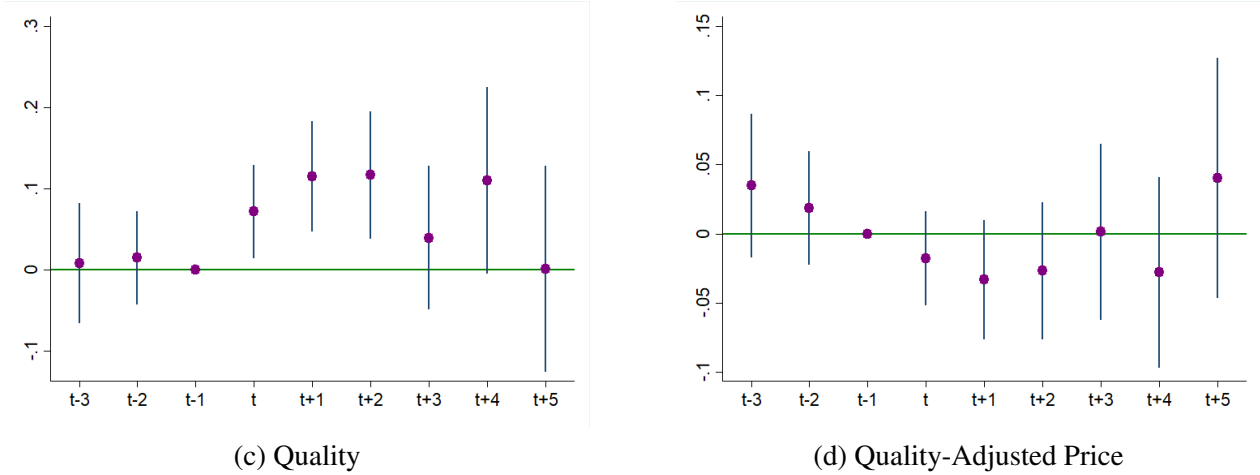 .3
.2
.1
0
-.1
t-3 t-2 t-1 t t+1 t+2 t+3 t+4 t+5
(c) Quality
.15
.1
.05
0
-.05
-.1
t-3 t-2 t-1 t t+1 t+2 t+3 t+4 t+5
(d) Quality-Adjusted Price